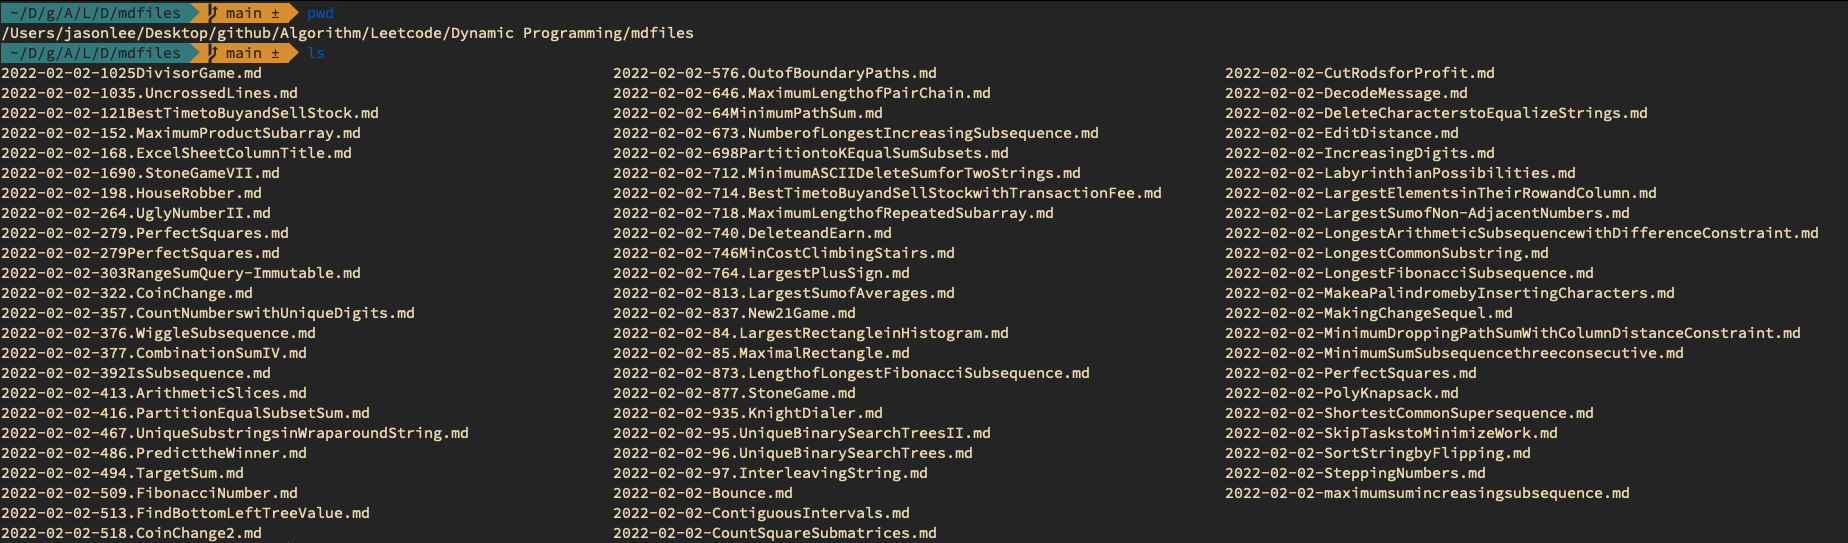 ~/D/g/A/L/D/mdfiles main ± pwd
/Users/jasonlee/Desktop/github/Algorithm/Leetcode/Dynamic Programming/mdfiles
~/D/g/A/L/D/mdfiles main ± ls
2022-02-02-1025DivisorGame.md 2022-02-02-576.OutofBoundaryPaths.md 2022-02-02-CutRodsforProfit.md
2022-02-02-1035.UncrossedLines.md 2022-02-02-646.MaximumLengthofPairChain.md 2022-02-02-DecodeMessage.md
2022-02-02-121BestTimetoBuyandSellStock.md 2022-02-02-64MinimumPathSum.md 2022-02-02-DeleteCharacterstoEqualizeStrings.md
2022-02-02-152.MaximumProductSubarray.md 2022-02-02-673.NumberofLongestIncreasingSubsequence.md 2022-02-02-EditDistance.md
2022-02-02-168.ExcelSheetColumnTitle.md 2022-02-02-698PartitiontoKEqualSumSubsets.md 2022-02-02-IncreasingDigits.md
2022-02-02-1690.StoneGameVII.md 2022-02-02-712.MinimumASCIIDeleteSumforTwoStrings.md 2022-02-02-LabyrinthianPossibilities.md
2022-02-02-198.HouseRobber.md 2022-02-02-714.BestTimetoBuyandSellStockwithTransactionFee.md 2022-02-02-LargestElementsinTheirRowandColumn.md
2022-02-02-264.UglyNumberII.md 2022-02-02-718.MaximumLengthofRepeatedSubarray.md 2022-02-02-LargestSumofNon-AdjacentNumbers.md
2022-02-02-279.PerfectSquares.md 2022-02-02-740.DeleteandEarn.md 2022-02-02-LongestArithmeticSubsequencewithDifferenceConstraint.md
2022-02-02-279PerfectSquares.md 2022-02-02-746MinCostClimbingStairs.md 2022-02-02-LongestCommonSubstring.md
2022-02-02-303RangeSumQuery-Immutable.md 2022-02-02-764.LargestPlusSign.md 2022-02-02-LongestFibonacciSubsequence.md
2022-02-02-322.CoinChange.md 2022-02-02-813.LargestSumofAverages.md 2022-02-02-MakeaPalindromebyInsertingCharacters.md
2022-02-02-357.CountNumberswithUniqueDigits.md 2022-02-02-837.New21Game.md 2022-02-02-MakingChangeSequel.md
2022-02-02-376.WiggleSubsequence.md 2022-02-02-84.LargestRectangleinHistogram.md 2022-02-02-MinimumDroppingPathSumWithColumnDistanceConstraint.md
2022-02-02-377.CombinationSumIV.md 2022-02-02-85.MaximalRectangle.md 2022-02-02-MinimumSumSubsequencethreeconsecutive.md
2022-02-02-392IsSubsequence.md 2022-02-02-873.LengthofLongestFibonacciSubsequence.md 2022-02-02-PerfectSquares.md
2022-02-02-413.ArithmeticSlices.md 2022-02-02-877.StoneGame.md 2022-02-02-PolyKnapsack.md
2022-02-02-416.PartitionEqualSubsetSum.md 2022-02-02-935.KnightDialer.md 2022-02-02-ShortestCommonSupersequence.md
2022-02-02-467.UniqueSubstringsinWraparoundString.md 2022-02-02-95.UniqueBinarySearchTreesII.md 2022-02-02-SkipTaskstoMinimizeWork.md
2022-02-02-486.PredicttheWinner.md 2022-02-02-96.UniqueBinarySearchTrees.md 2022-02-02-SortStringbyFlipping.md
2022-02-02-494.TargetSum.md 2022-02-02-97.InterleavingString.md 2022-02-02-SteppingNumbers.md
2022-02-02-509.FibonacciNumber.md 2022-02-02-Bounce.md 2022-02-02-maximumsumincreasingsubsequence.md
2022-02-02-513.FindBottomLeftTreeValue.md 2022-02-02-ContiguousIntervals.md
2022-02-02-518.CoinChange2.md 2022-02-02-CountSquareSubmatrices.md